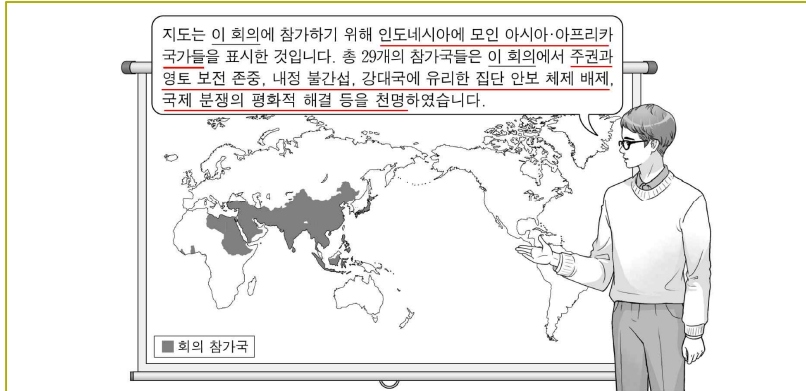 지도는 이 회의에 참가하기 위해 인도네시아에 모인 아시아·아프리카
국가들을 표시한 것입니다. 총 29개의 참가국들은 이 회의에서 주권과
영토 보전 존중, 내정 불간섭, 강대국에 유리한 집단 안보 체제 배제,
국제 분쟁의 평화적 해결 등을 천명하였습니다.
회의 참가국